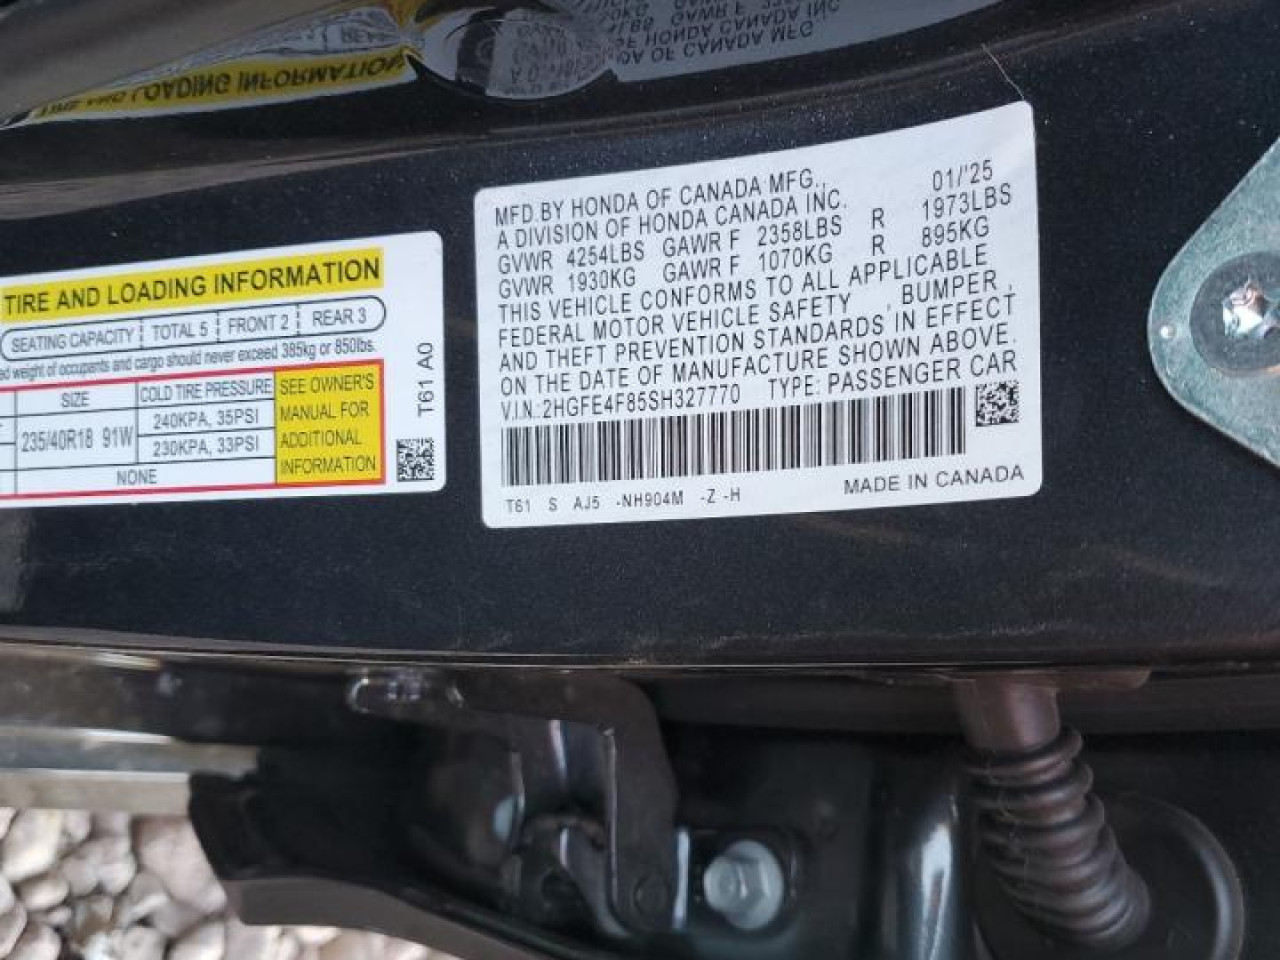 TIRE AND LOADING INFORMATION
SEATING CAPACITY TOTAL 5 FRONT 2 REAR 3
weight of occupants and cargo should never exceed 385kg or 850lbs.
SIZE COLD TIRE PRESSURE
235/40R18 91W
240KPA, 35PSI
230KPA, 33PSI
NONE
SEE OWNER'S
MANUAL FOR
ADDITIONAL
INFORMATION
T61 A0
MFD.BY HONDA OF CANADA MFG., 01/'25
A DIVISION OF HONDA CANADA INC.
GVWR 4254LBS GAWR F 2358LBS R 1973LBS
GVWR 1930KG GAWR F 1070KG R 895KG
THIS VEHICLE CONFORMS TO ALL APPLICABLE
FEDERAL MOTOR VEHICLE SAFETY , BUMPER ,
AND THEFT PREVENTION STANDARDS IN EFFECT
ON THE DATE OF MANUFACTURE SHOWN ABOVE.
V.I.N.:2HGFE4F85SH327770 TYPE: PASSENGER CAR
T61 S AJ5 -NH904M -Z -H MADE IN CANADA